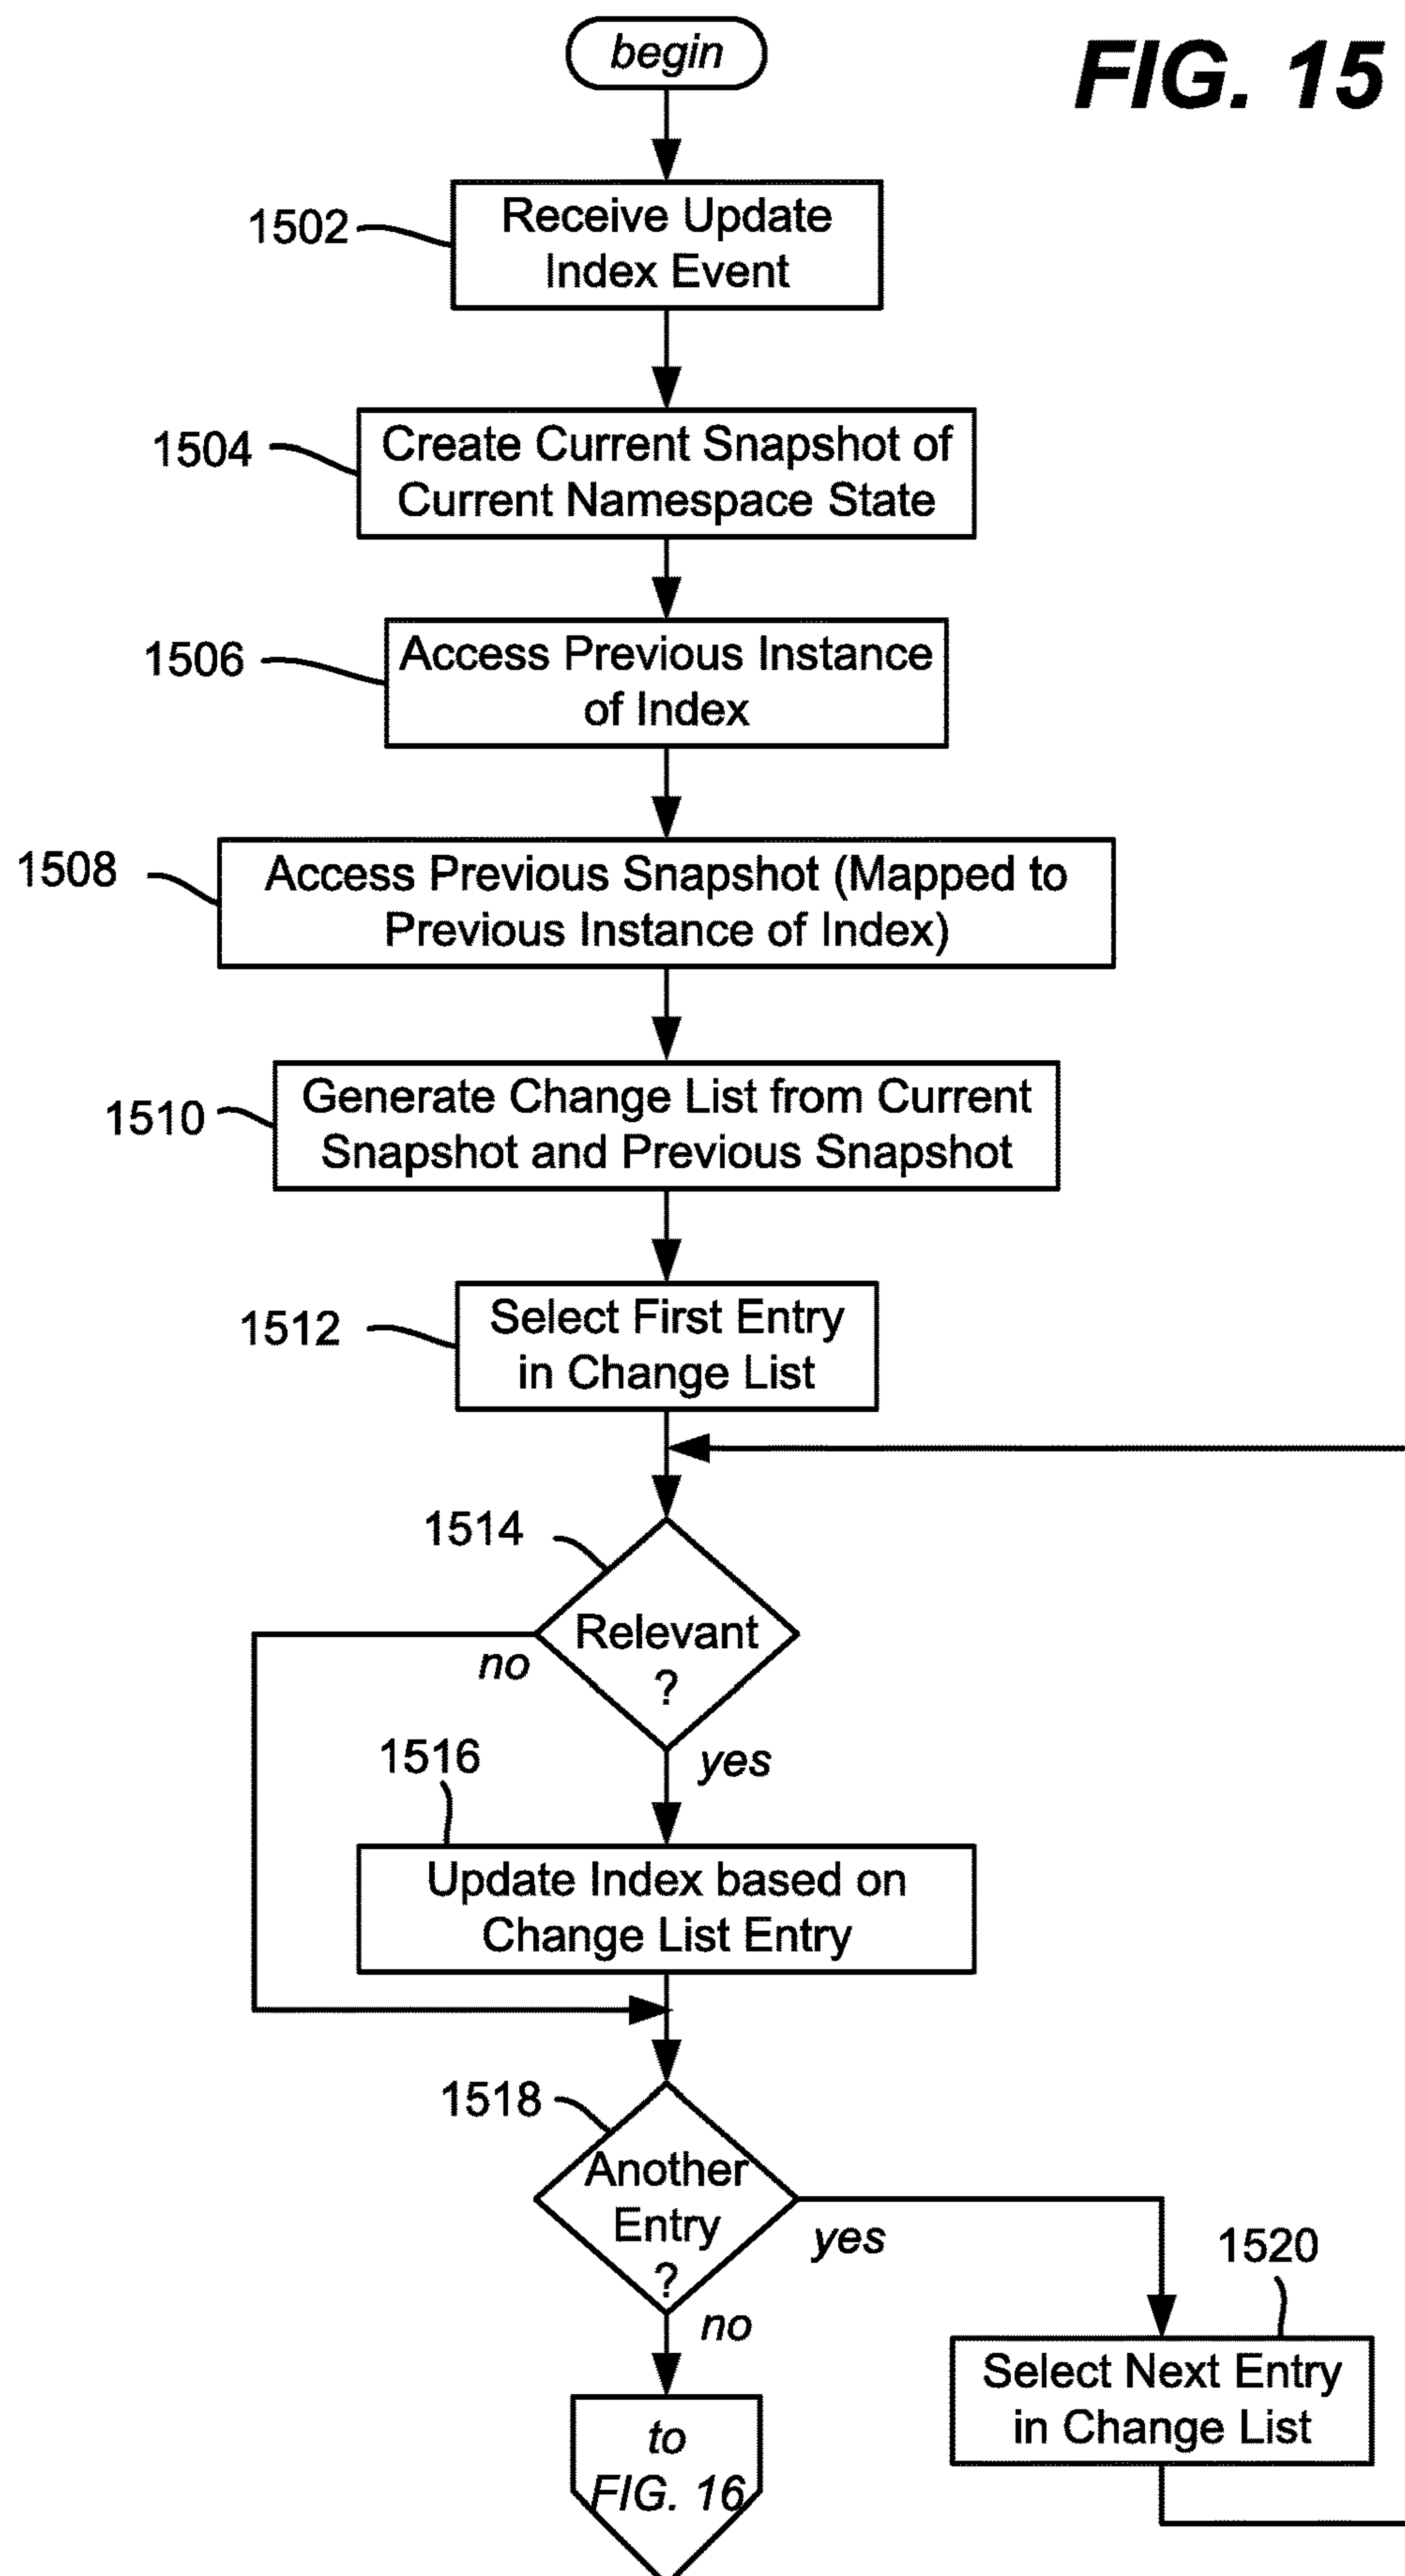 begin
FIG. 15
1502
Receive Update
Index Event
1504
Create Current Snapshot of
Current Namespace State
1506
Access Previous Instance
of Index
1508
Access Previous Snapshot (Mapped to
Previous Instance of Index)
1510
Generate Change List from Current
Snapshot and Previous Snapshot
1512
Select First Entry
in Change List
1514
Relevant
?
no
yes
1516
Update Index based on
Change List Entry
1518
Another
Entry
?
yes
no
1520
Select Next Entry
in Change List
to
FIG. 16